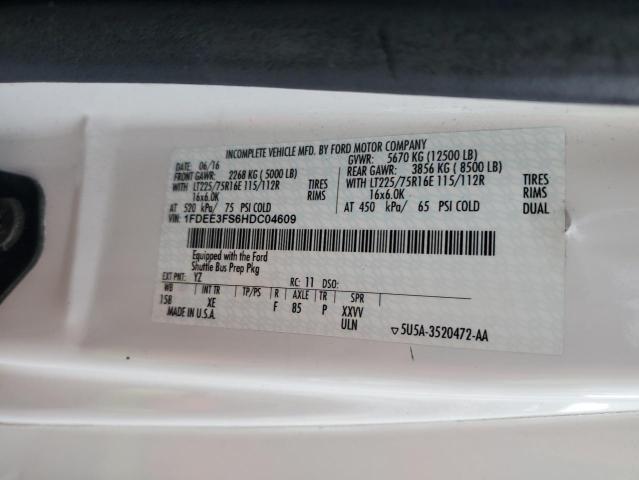 INCOMPLETE VEHICLE MFD. BY FORD MOTOR COMPANY
DATE: 06/16 GVWR: 5670 KG (12500 LB)
FRONT GAWR: 2268 KG ( 5000 LB) REAR GAWR: 3856 KG ( 8500 LB)
WITH LT225/75R16E 115/112R TIRES WITH LT225/75R16E 115/112R TIRES
16x6.0K RIMS 16x6.0K RIMS
AT 520 kPa/ 75 PSI COLD AT 450 kPa/ 65 PSI COLD DUAL
VIN: 1FDEE3FS6HDC04609
Equipped with the Ford
Shuttle Bus Prep Pkg
EXT PNT: YZ RC: 11 DSO:
WB INT TR TP/PS R AXLE TR SPR
158 XE F 85 P XXVV
MADE IN U.S.A. ULN ▽5U5A-3520472-AA